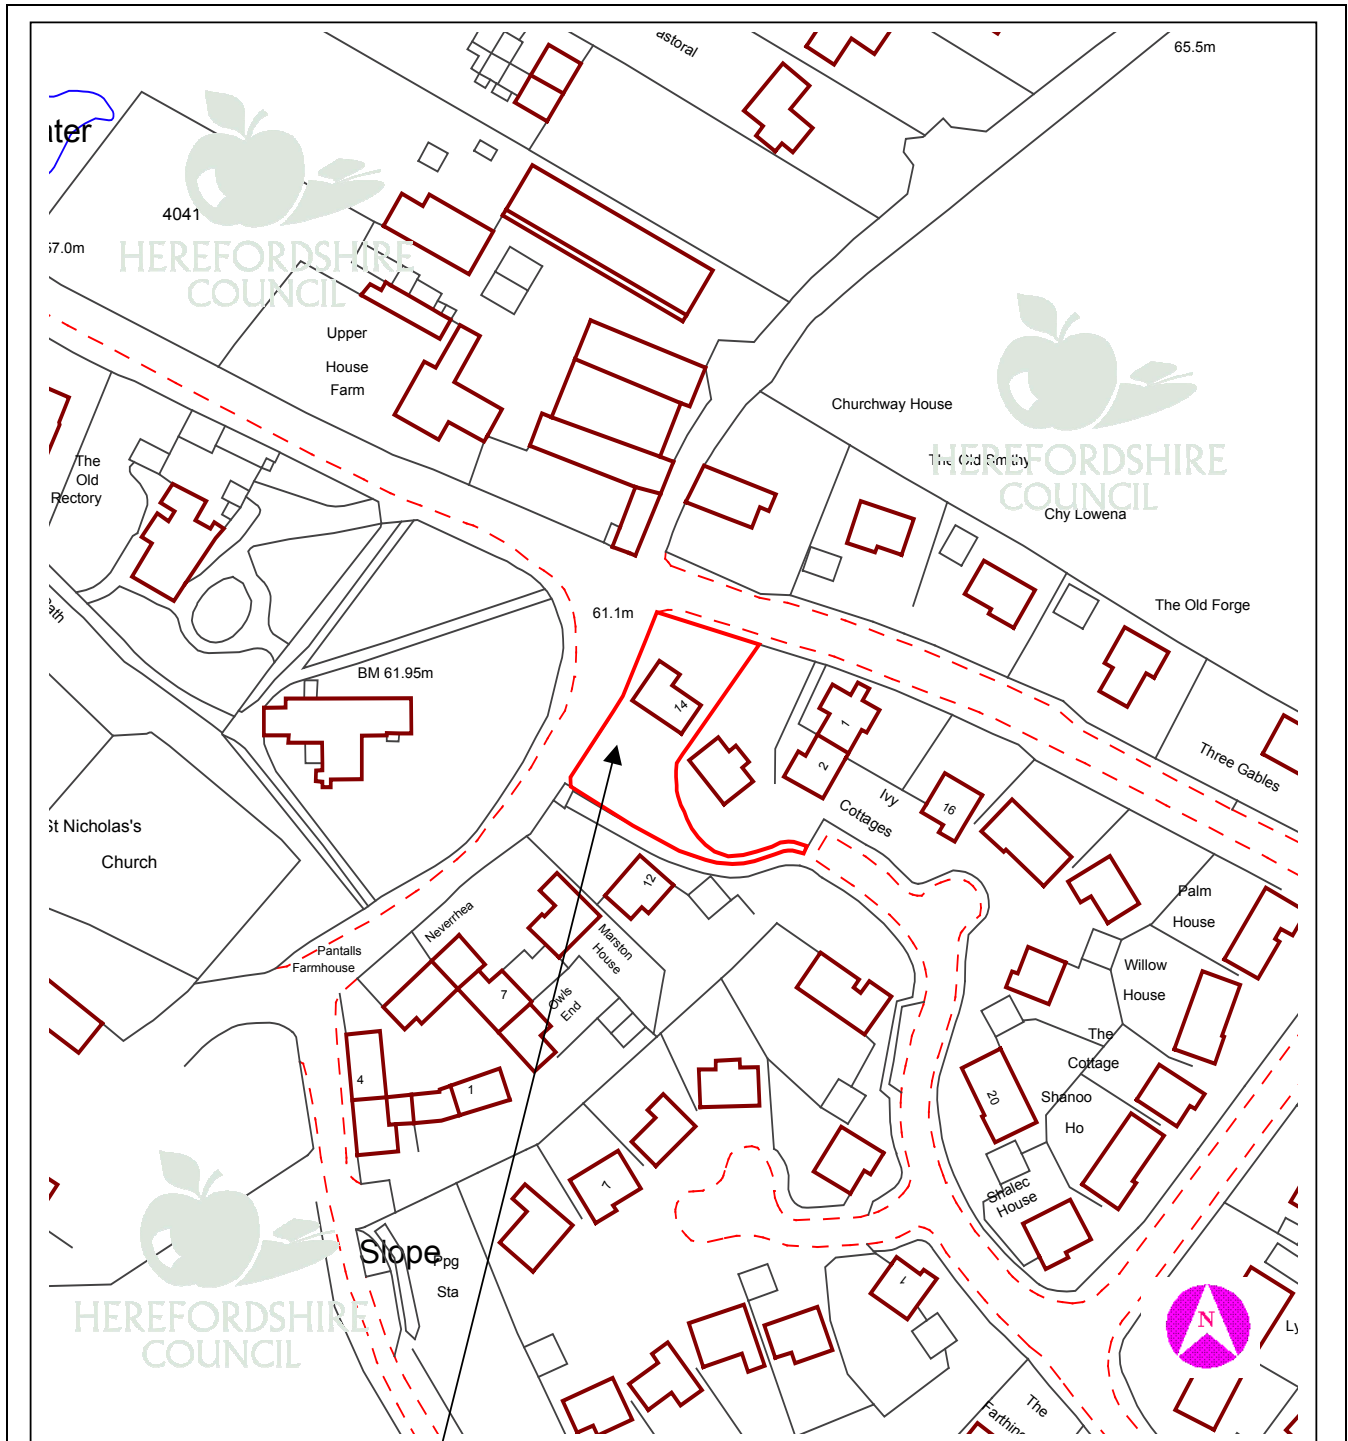 astoral
65.5m
ater
4041
57.0m
HEREFORDSHIRE
COUNCIL
Upper
House
Farm
Churchway House
The Old Smithy
HEREFORDSHIRE
COUNCIL
Chy Lowena
The
Old
Rectory
The Old Forge
61.1m
BM 61.95m
14
1
2
Ivy
Cottages
16
Three Gables
St Nicholas's
Church
12
Palm
House
Neverrhea
Marston
House
Pantalls
Farmhouse
Willow
House
7
Owls
End
The
Cottage
4
1
20
Shanoo
Ho
7
Shalec
House
Slope
Ppg
Sta
HEREFORDSHIRE
COUNCIL
1
N
Ly
The
Farthing